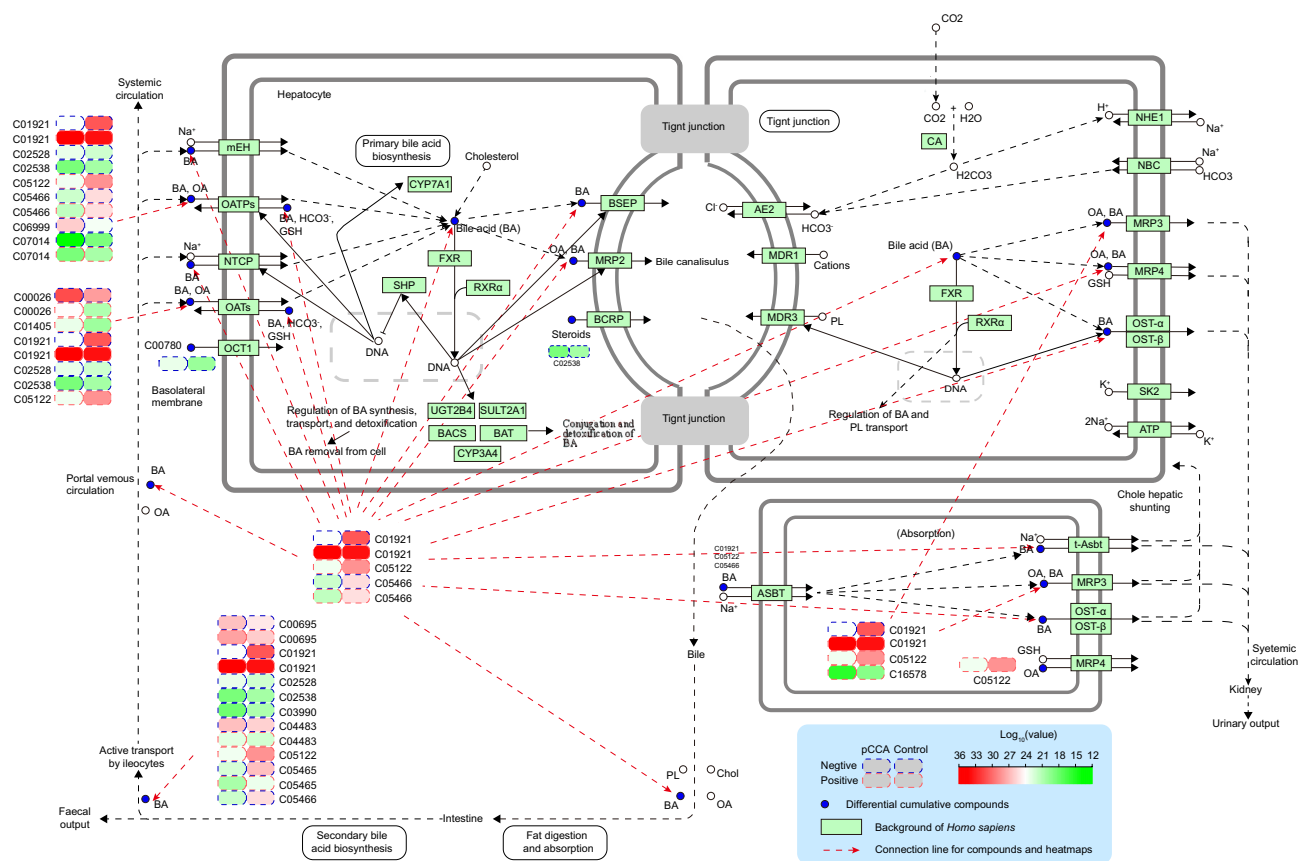 CO2
Systemic
circulation
Hepatocyte
Tignt junction
Tignt junction
CO2
+
H2O
CA
H2CO3
H⁺
NHE1
Na⁺
NBC
Na⁺
HCO3
C01921
C01921
C02528
C02538
C05122
C05466
C05466
C06999
C07014
C07014
Na⁺
BA
mEH
Primary bile acid
biosynthesis
Cholesterol
CYP7A1
BA, OA
OATPs
BA, HCO3⁻,
GSH
BA
BSEP
Bile acid (BA)
Cl⁻
AE2
HCO3⁻
OA, BA
MRP3
Na⁺
NTCP
BA
FXR
SHP
RXRα
OA, BA
MRP2
Bile canalisulus
MDR1
Cations
Bile acid (BA)
OA, BA
MRP4
GSH
FXR
C00026
C00026
C01405
C01921
C01921
C02528
C02538
C05122
BA, OA
OATs
BA, HCO3⁻,
GSH
C00780
OCT1
Basolateral
membrane
DNA
DNA
BCRP
Steroids
C02538
MDR3
PL
RXRα
BA
OST-α
OST-β
DNA
K⁺
SK2
2Na⁺
ATP
K⁺
Regulation of BA synthesis,
transport, and detoxification
BA removal from cell
UGT2B4
SULT2A1
BACS
BAT
CYP3A4
Conjugation and
detoxification of
BA
Tignt junction
Regulation of BA and
PL transport
Portal vemous
circulation
BA
OA
C01921
C01921
C05122
C05466
C05466
Chole hepatic
shunting
(Absorption)
C01921
C05122
C05466
BA
Na⁺
ASBT
Na⁺
BA
t-Asbt
OA, BA
MRP3
OST-α
OST-β
BA
GSH
OA
MRP4
C01921
C01921
C05122
C16578
C05122
C00695
C00695
C01921
C01921
C02528
C02538
C03990
C04483
C04483
C05122
C05465
C05465
C05466
Bile
Syetemic
circulation
Kidney
Urinary output
Active transport
by ileocytes
BA
Faecal
output
PL
Chol
BA
OA
Intestine
Secondary bile
acid biosynthesis
Fat digestion
and absorption
pCCA Control
Negtive
Positive
Log₁₀(value)
36 33 30 27 24 21 18 15 12
Differential cumulative compounds
Background of Homo sapiens
Connection line for compounds and heatmaps